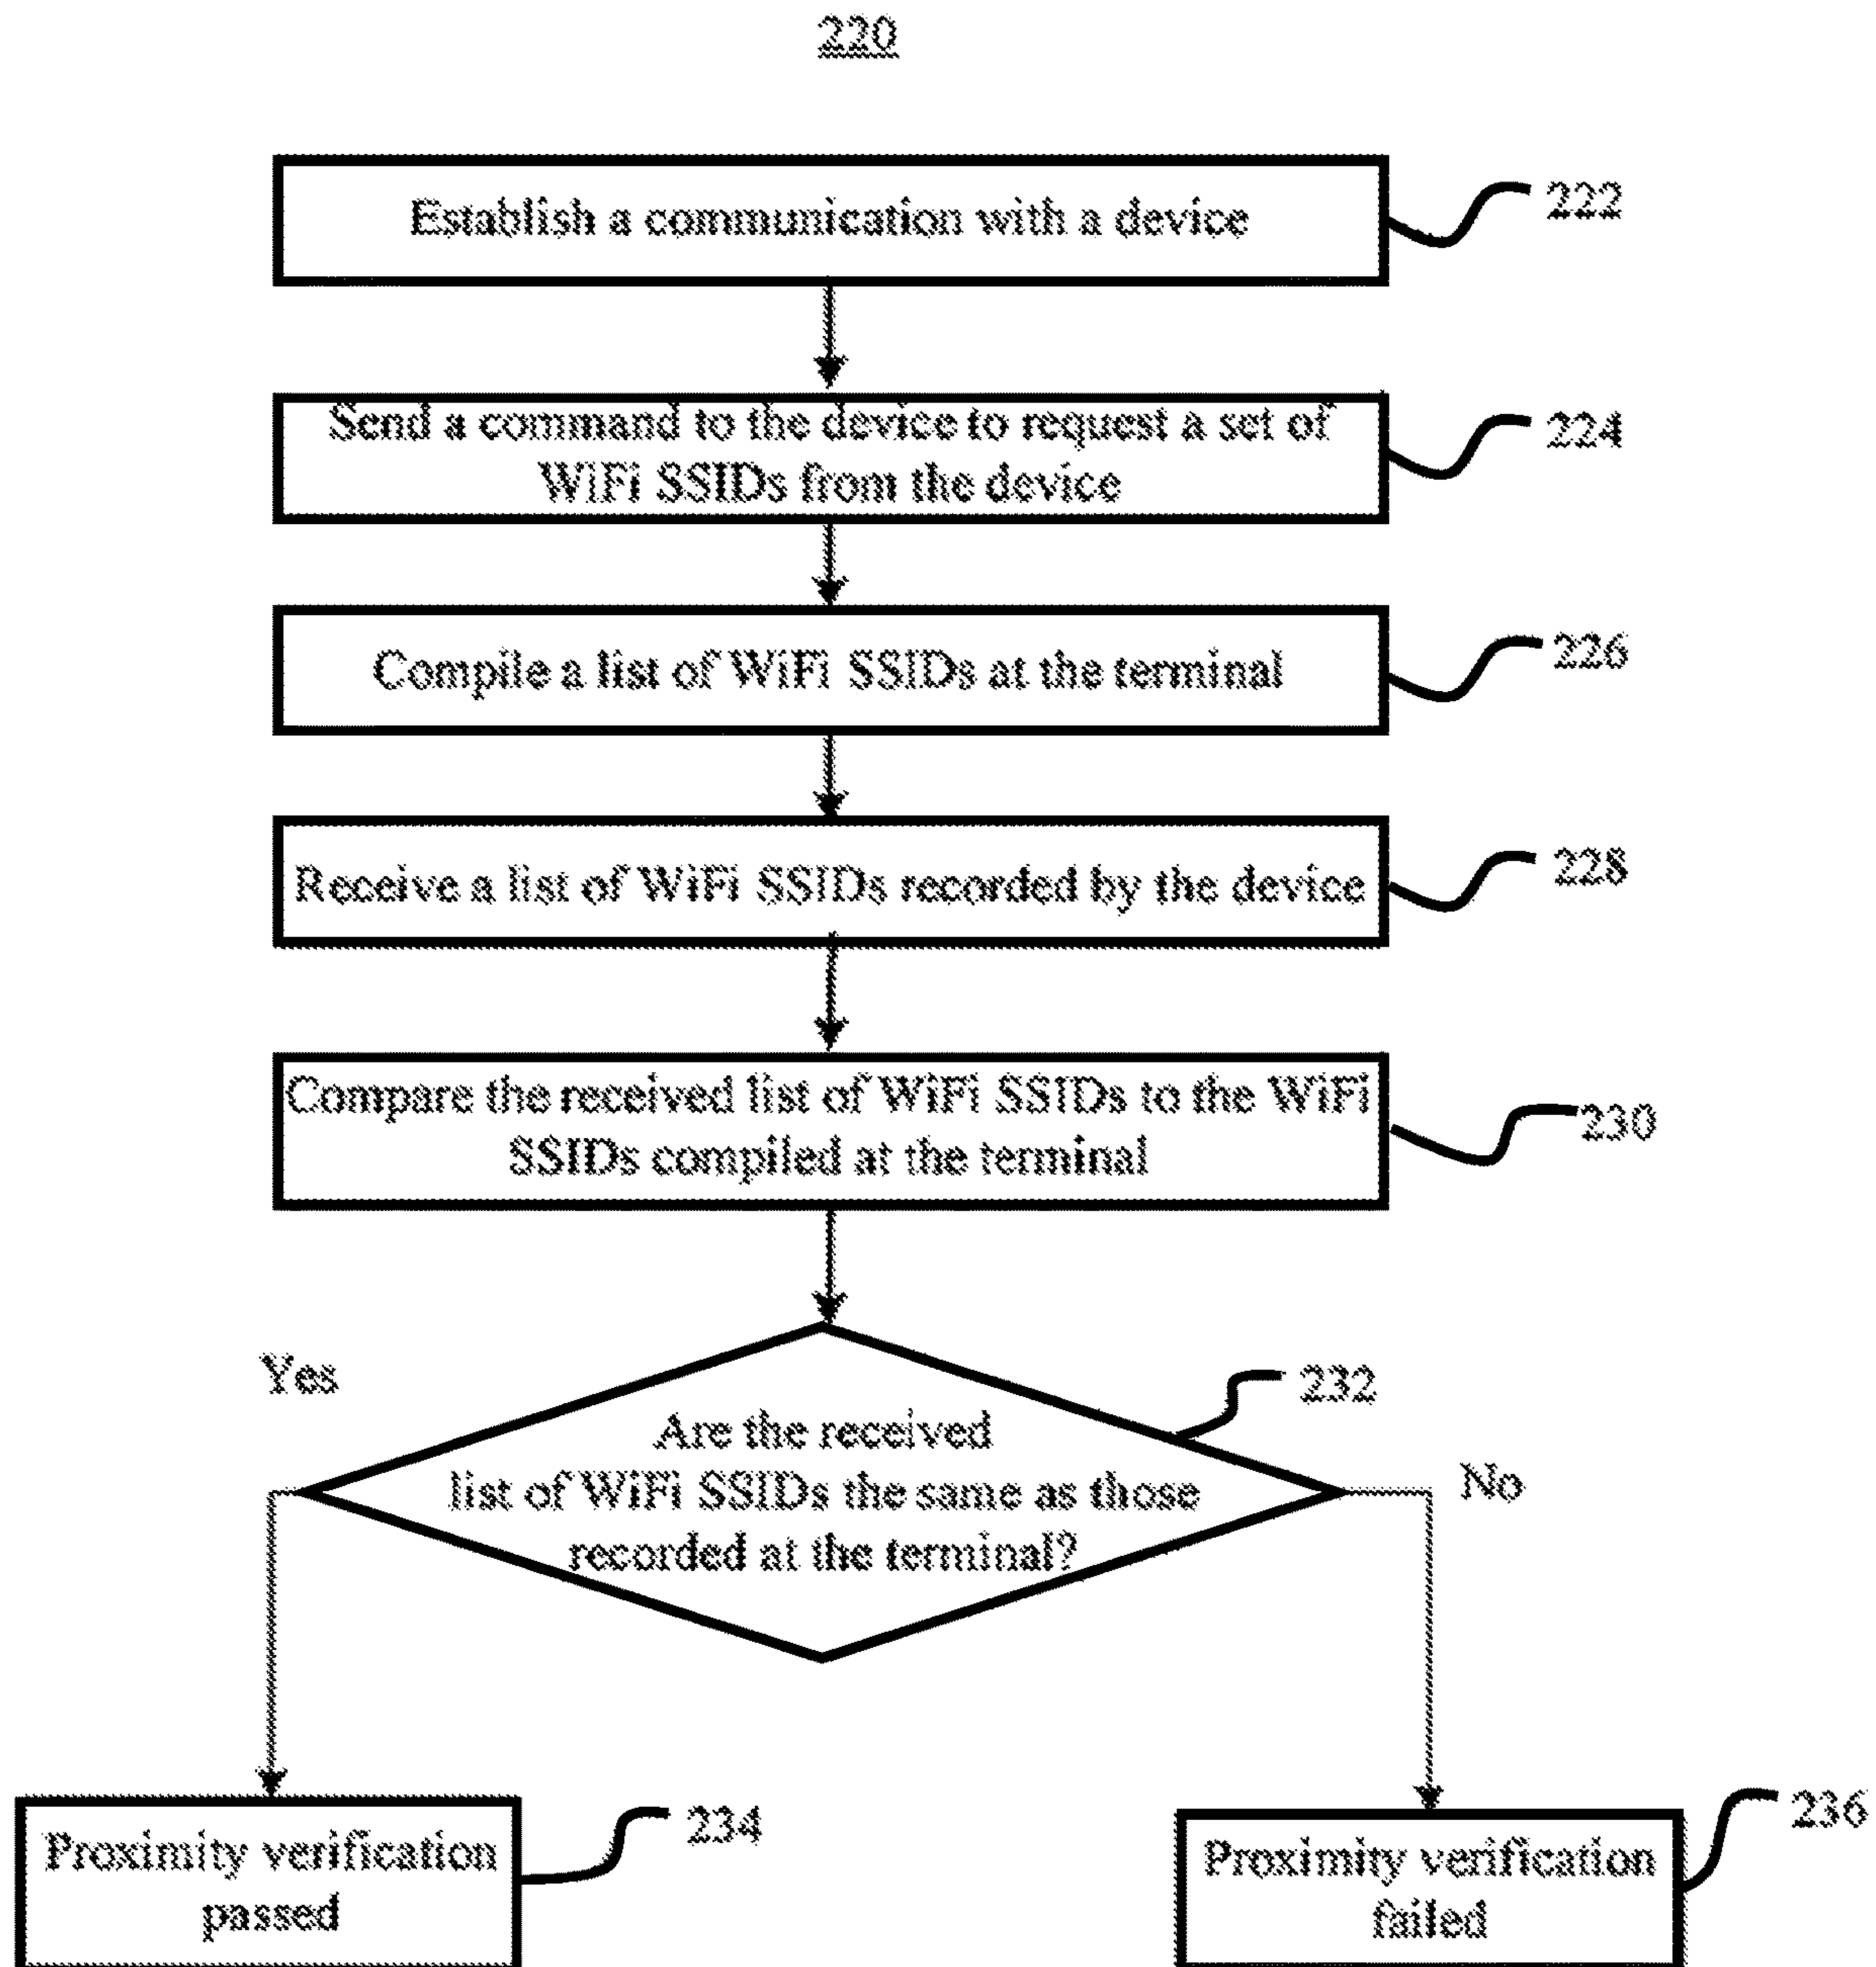 220
Establish a communication with a device
222
Send a command to the device to request a set of
WiFi SSIDs from the device
224
Compile a list of WiFi SSIDs at the terminal
226
Receive a list of WiFi SSIDs recorded by the device
228
Compare the received list of WiFi SSIDs to the WiFi
SSIDs compiled at the terminal
230
Yes
232
Are the received
list of WiFi SSIDs the same as those
recorded at the terminal?
No
Proximity verification
passed
234
Proximity verification
failed
236